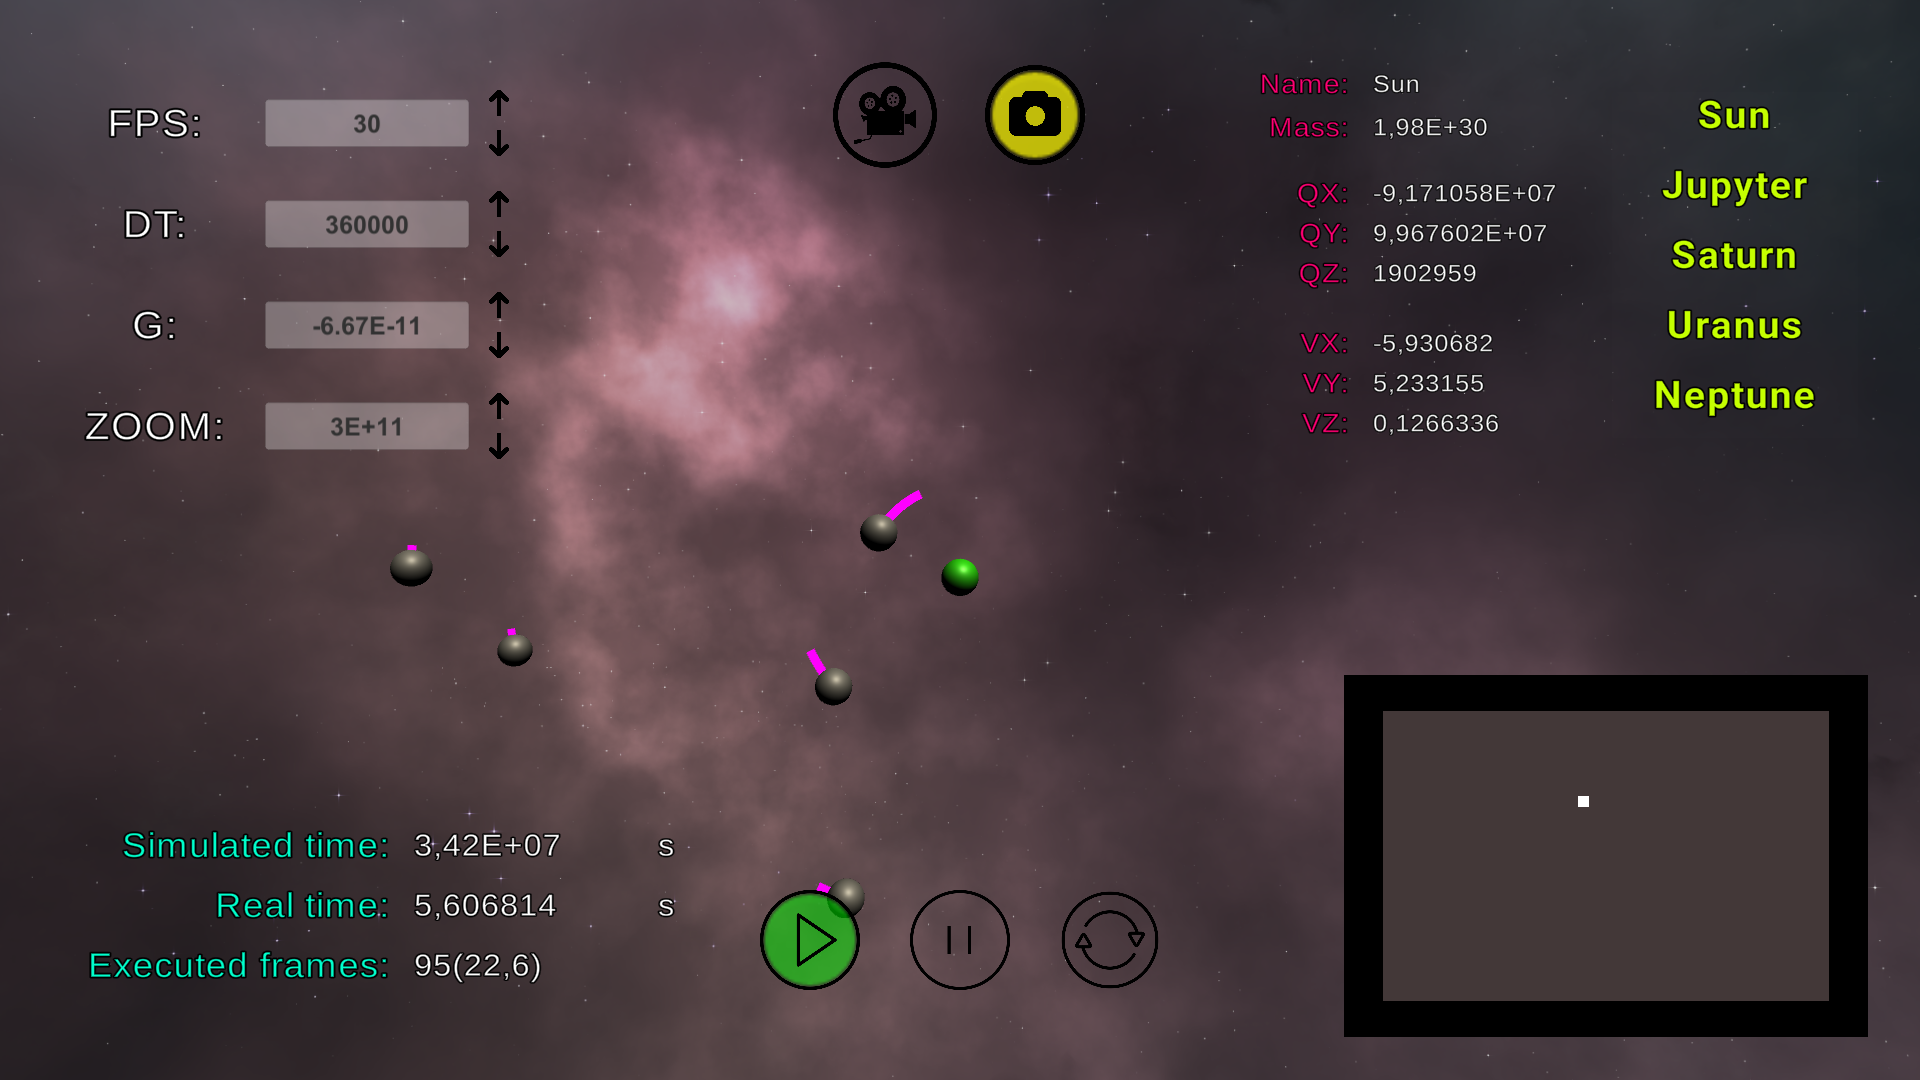 FPS: 30
DT: 360000
G: -6.67E-11
ZOOM: 3E+11
Name: Sun
Mass: 1,98E+30
QX: -9,171058E+07
QY: 9,967602E+07
QZ: 1902959
VX: -5,930682
VY: 5,233155
VZ: 0,1266336
Sun
Jupyter
Saturn
Uranus
Neptune
Simulated time: 3,42E+07 s
Real time: 5,606814 s
Executed frames: 95(22,6)